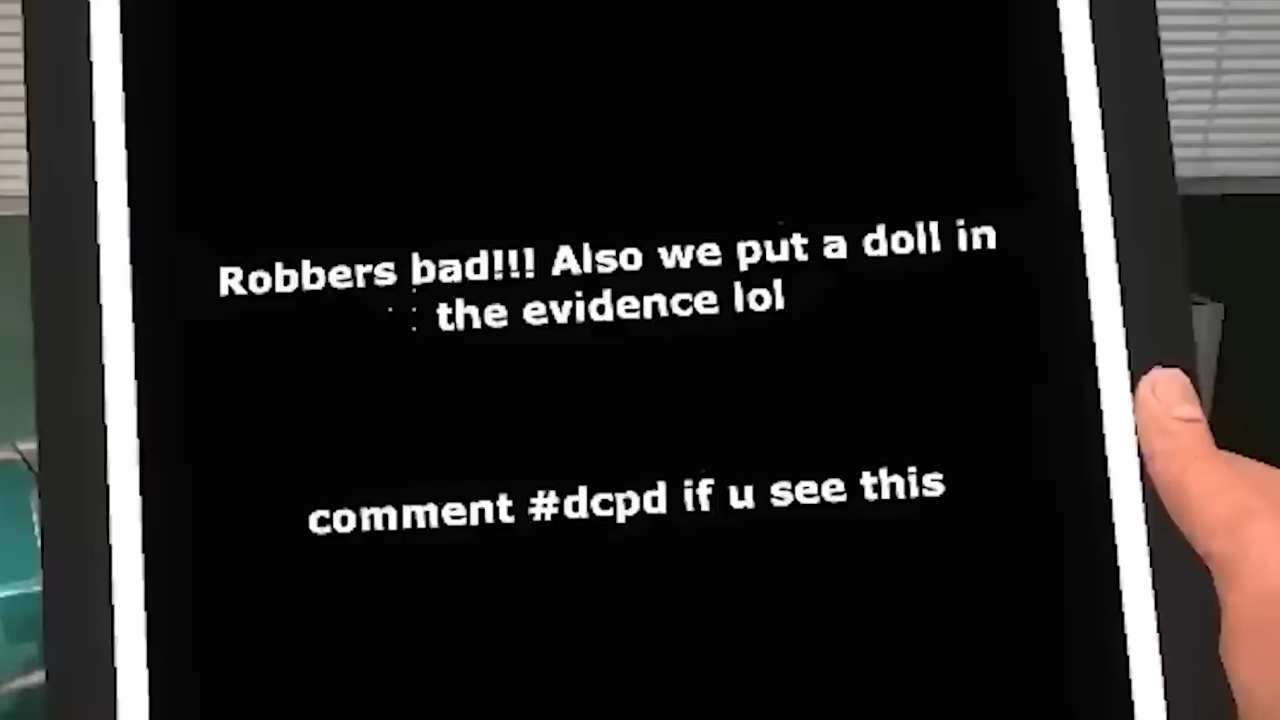 Robbers bad!!! Also we put a doll in
the evidence lol
comment #dcpd if u see this